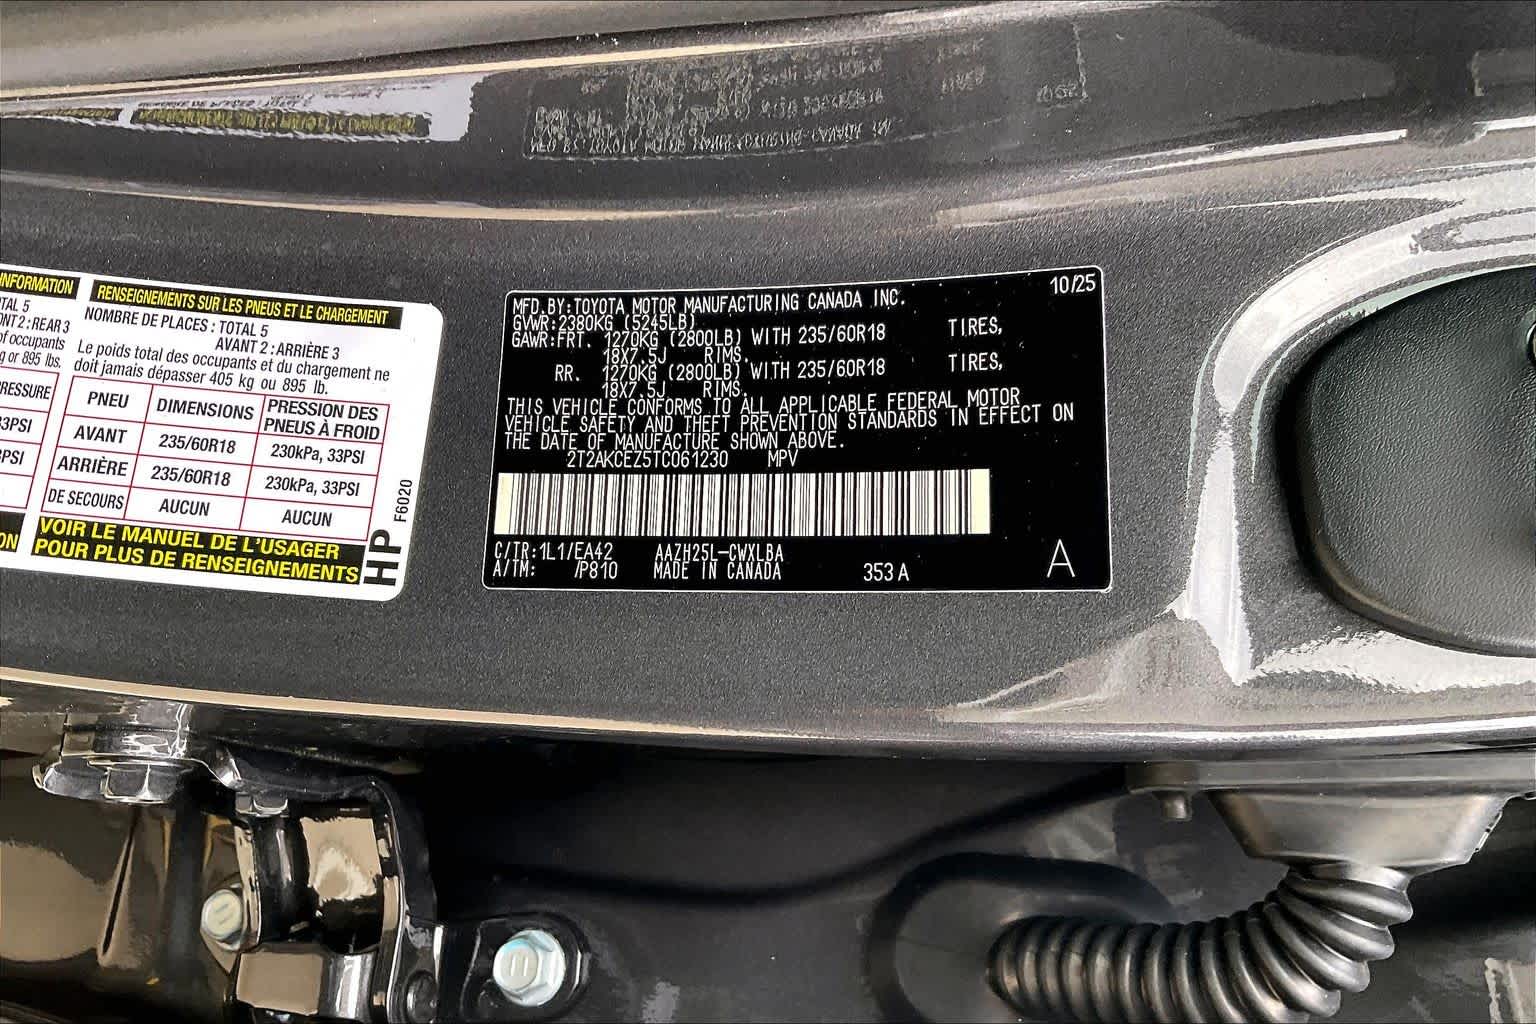 INFORMATION
TAL 5
NT 2 : REAR 3
of occupants
g or 895 lbs.
PRESSURE
33PSI
PSI
ON
RENSEIGNEMENTS SUR LES PNEUS ET LE CHARGEMENT
NOMBRE DE PLACES : TOTAL 5
AVANT 2 : ARRIÈRE 3
Le poids total des occupants et du chargement ne
doit jamais dépasser 405 kg ou 895 lb.
PNEU DIMENSIONS PRESSION DES PNEUS À FROID
AVANT 235/60R18 230kPa, 33PSI
ARRIÈRE 235/60R18 230kPa, 33PSI
DE SECOURS AUCUN AUCUN
VOIR LE MANUEL DE L'USAGER
POUR PLUS DE RENSEIGNEMENTS
HP
F6020
10/25
MFD.BY:TOYOTA MOTOR MANUFACTURING CANADA INC.
GVWR:2380KG (5245LB)
GAWR:FRT. 1270KG (2800LB) WITH 235/60R18 TIRES,
18X7.5J RIMS.
RR. 1270KG (2800LB) WITH 235/60R18 TIRES,
18X7.5J RIMS.
THIS VEHICLE CONFORMS TO ALL APPLICABLE FEDERAL MOTOR
VEHICLE SAFETY AND THEFT PREVENTION STANDARDS IN EFFECT ON
THE DATE OF MANUFACTURE SHOWN ABOVE.
2T2AKCEZ5TC061230 MPV
C/TR:1L1/EA42 AAZH25L-CWXLBA
A/TM: /P810 MADE IN CANADA 353 A
A